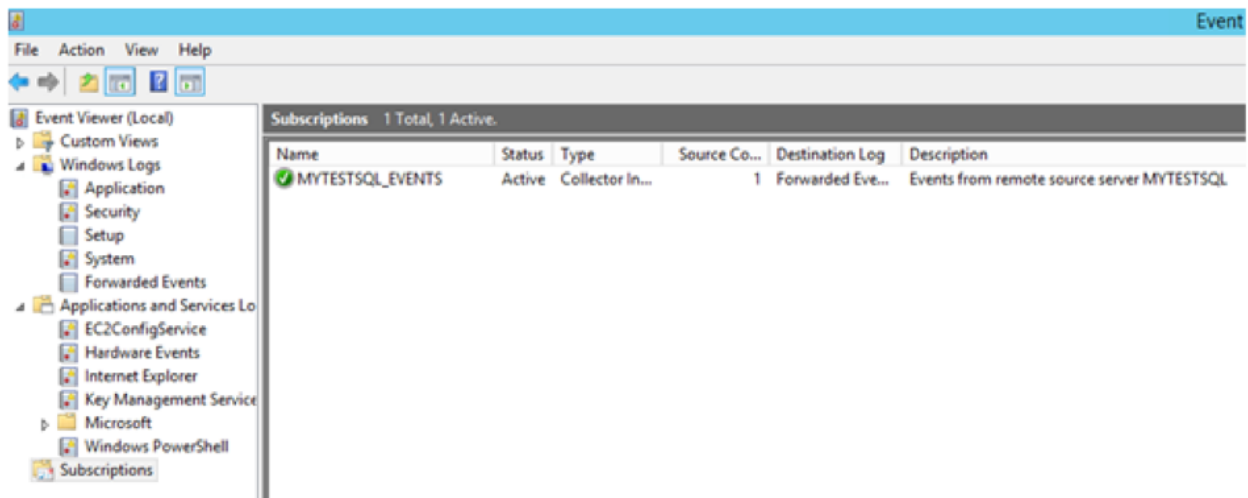 Event
File Action View Help
Event Viewer (Local)
Custom Views
Windows Logs
Application
Security
Setup
System
Forwarded Events
Applications and Services Lo
EC2ConfigService
Hardware Events
Internet Explorer
Key Management Service
Microsoft
Windows PowerShell
Subscriptions
Subscriptions 1 Total, 1 Active.
Name Status Type Source Co... Destination Log Description
MYTESTSQL_EVENTS Active Collector In... 1 Forwarded Eve... Events from remote source server MYTESTSQL